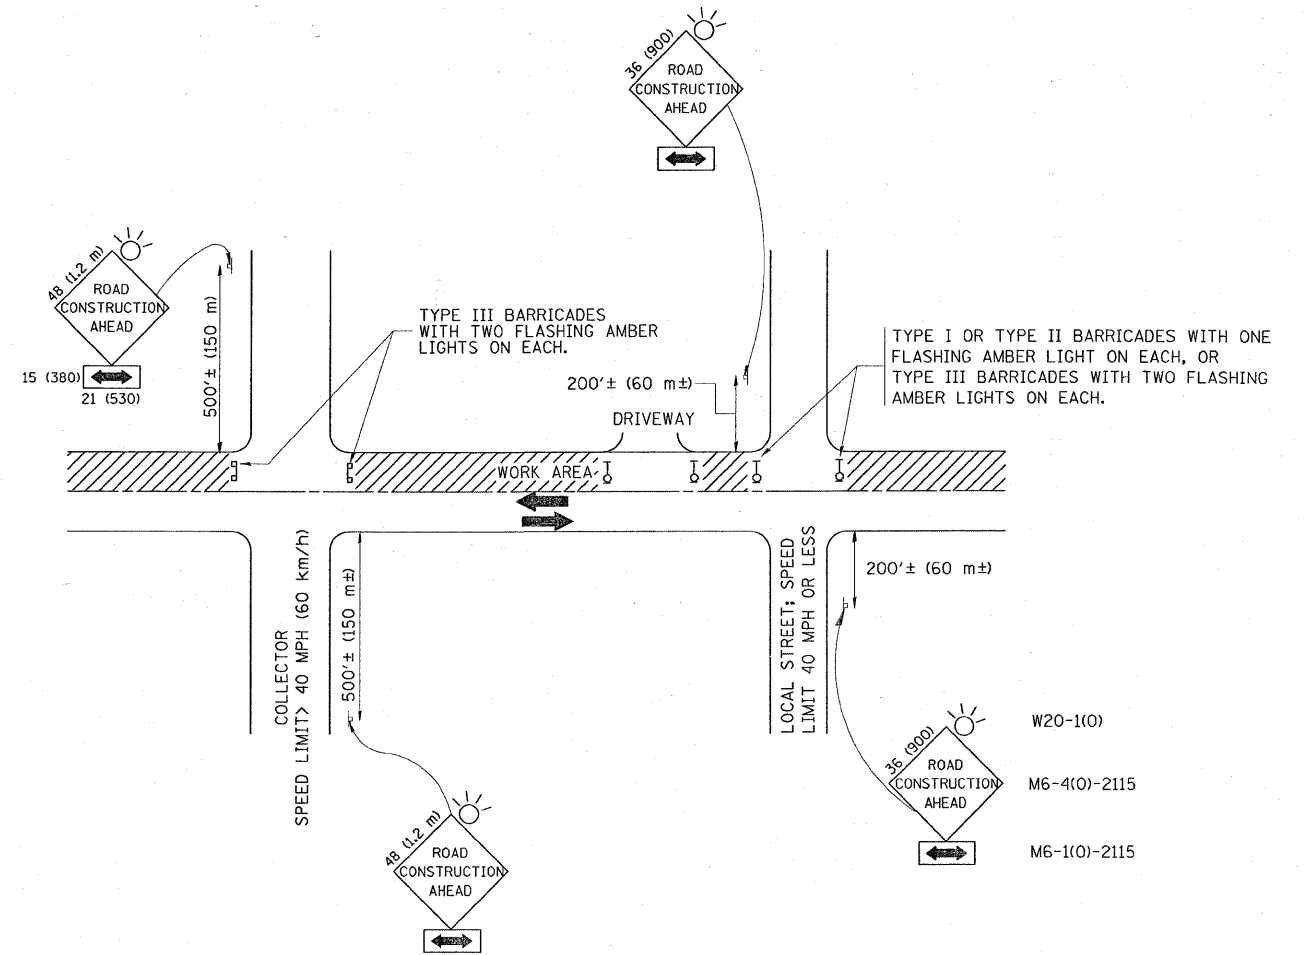 36 (900)
ROAD
CONSTRUCTION
AHEAD
48 (1.2 m)
ROAD
CONSTRUCTION
AHEAD
15 (380)
21 (530)
500'± (150 m)
TYPE III BARRICADES
WITH TWO FLASHING AMBER
LIGHTS ON EACH.
200'± (60 m±)
DRIVEWAY
TYPE I OR TYPE II BARRICADES WITH ONE
FLASHING AMBER LIGHT ON EACH, OR
TYPE III BARRICADES WITH TWO FLASHING
AMBER LIGHTS ON EACH.
WORK AREA
COLLECTOR
SPEED LIMIT> 40 MPH (60 km/h)
500'± (150 m±)
LOCAL STREET; SPEED
LIMIT 40 MPH OR LESS
200'± (60 m±)
36 (900)
ROAD
CONSTRUCTION
AHEAD
W20-1(O)
M6-4(O)-2115
M6-1(O)-2115
48 (1.2 m)
ROAD
CONSTRUCTION
AHEAD